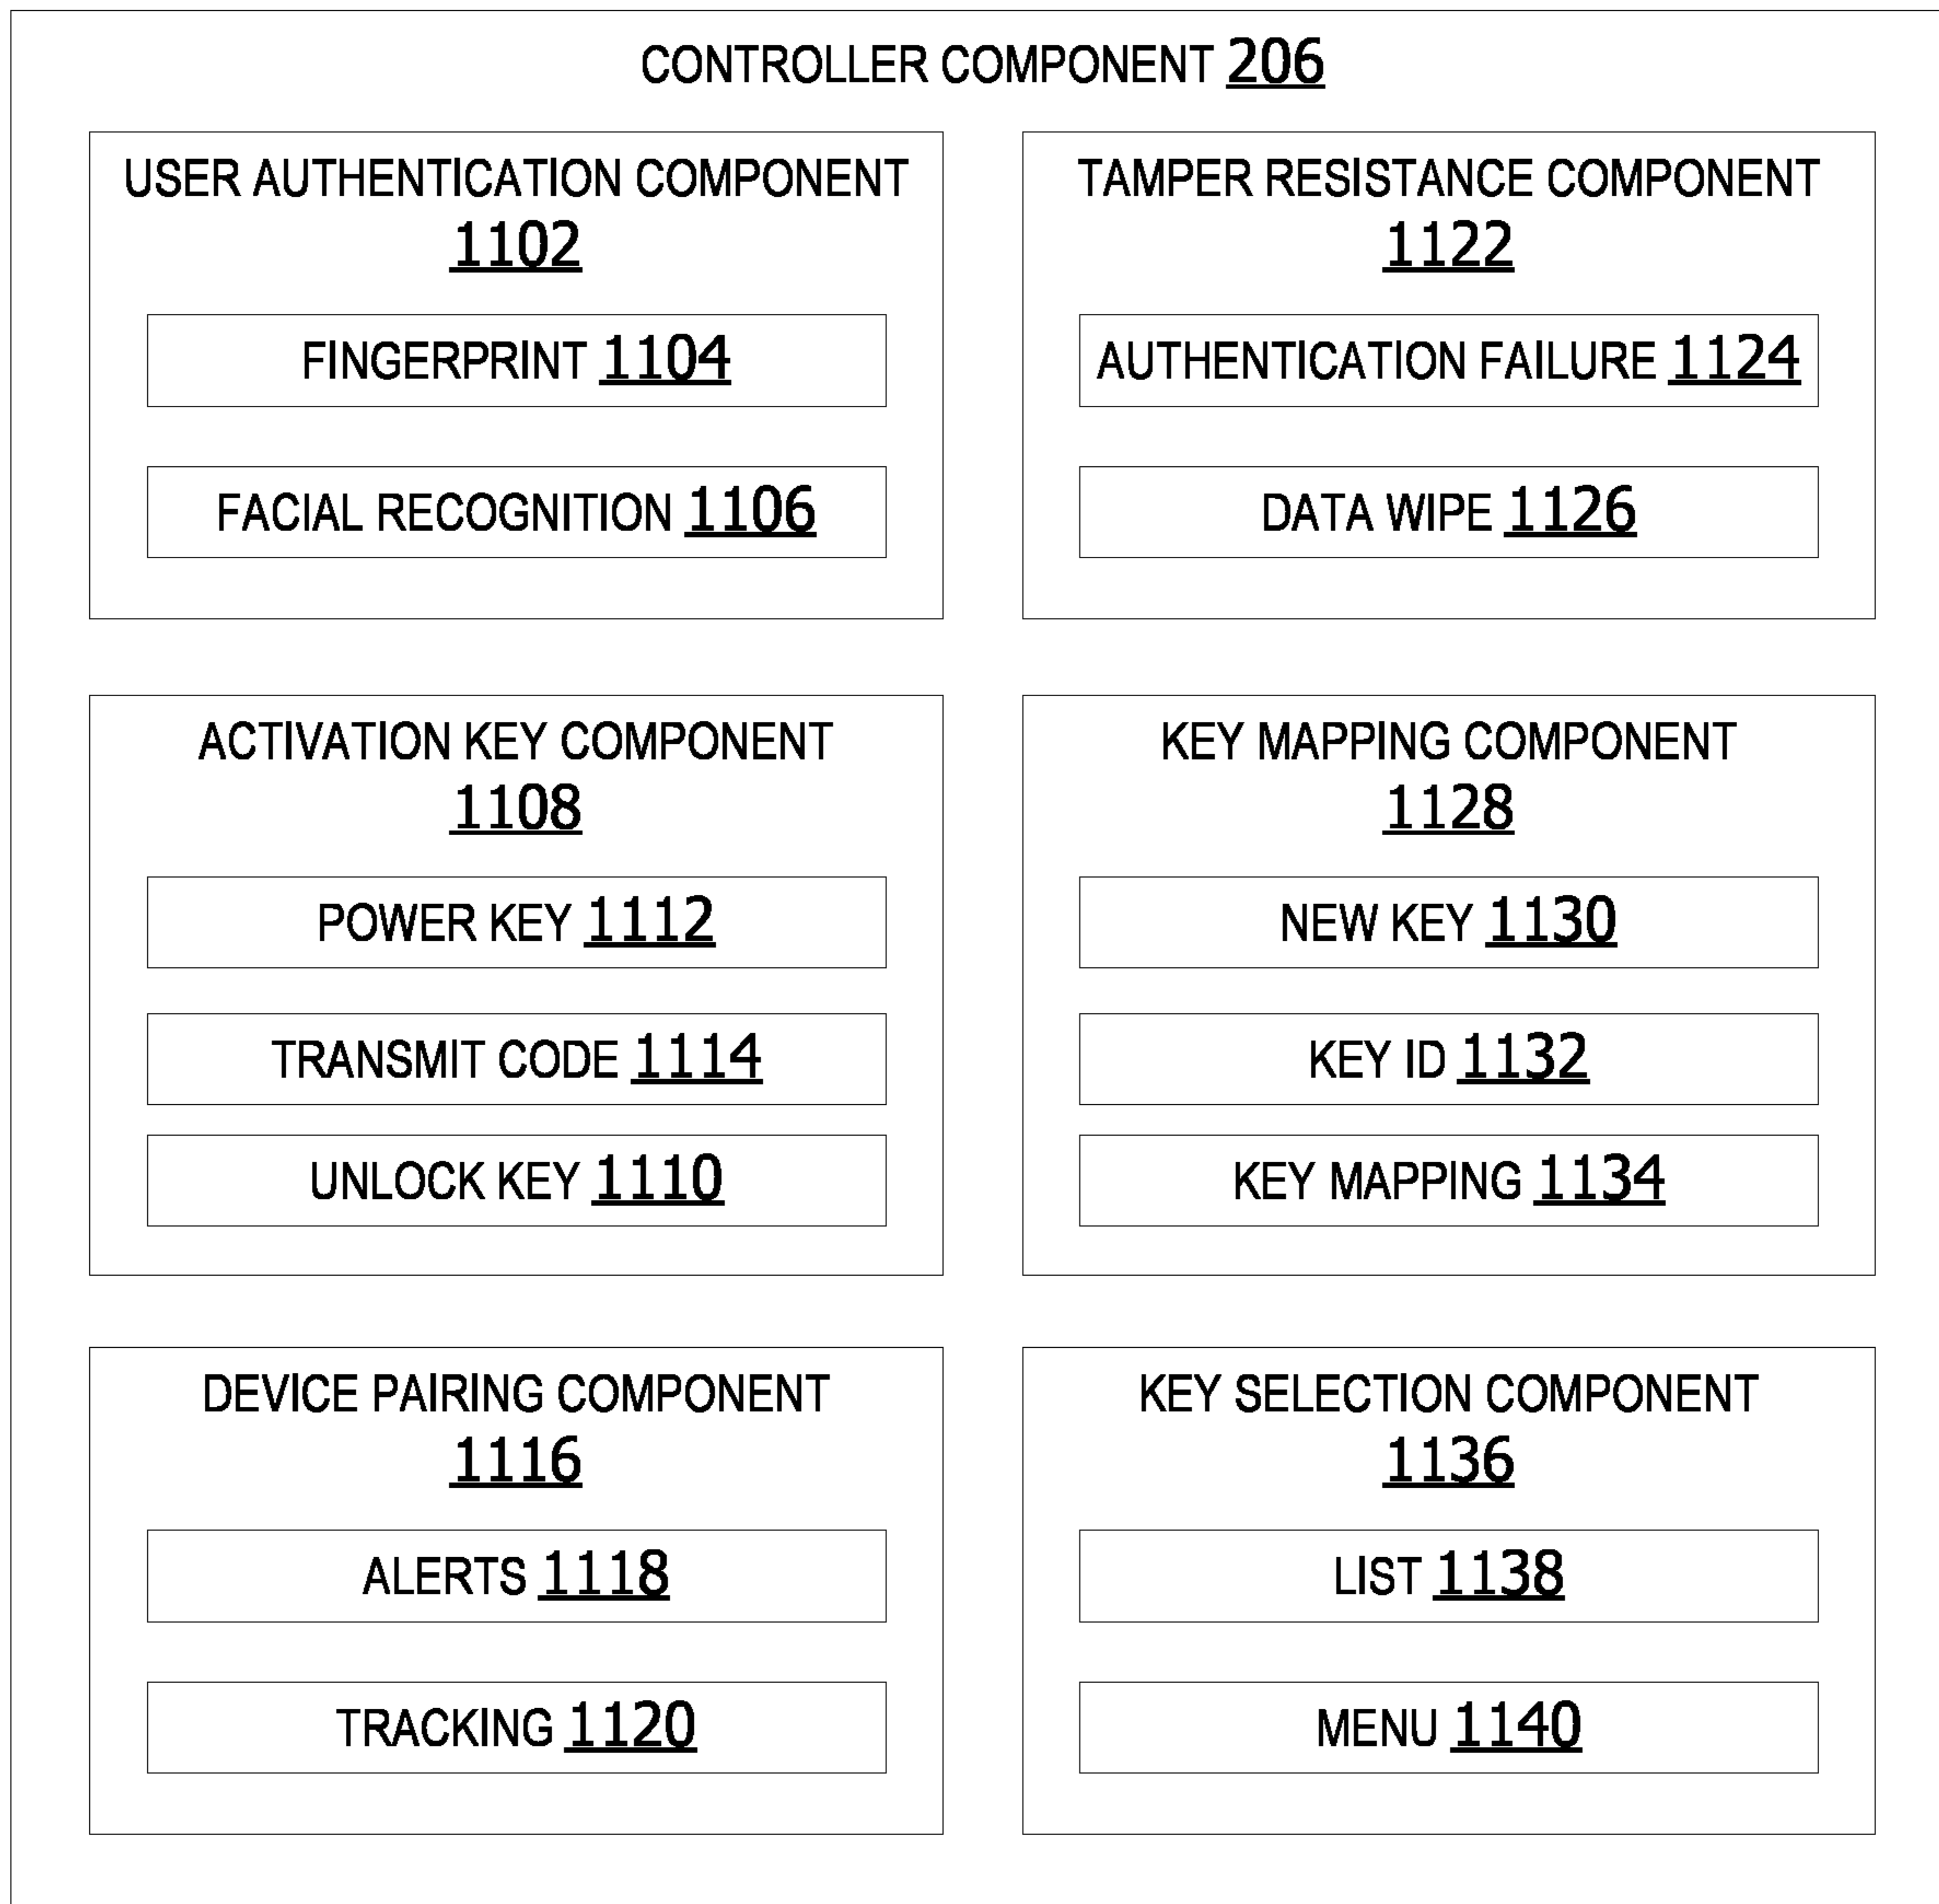 CONTROLLER COMPONENT 206
USER AUTHENTICATION COMPONENT
1102
FINGERPRINT 1104
FACIAL RECOGNITION 1106
TAMPER RESISTANCE COMPONENT
1122
AUTHENTICATION FAILURE 1124
DATA WIPE 1126
ACTIVATION KEY COMPONENT
1108
POWER KEY 1112
TRANSMIT CODE 1114
UNLOCK KEY 1110
KEY MAPPING COMPONENT
1128
NEW KEY 1130
KEY ID 1132
KEY MAPPING 1134
DEVICE PAIRING COMPONENT
1116
ALERTS 1118
TRACKING 1120
KEY SELECTION COMPONENT
1136
LIST 1138
MENU 1140